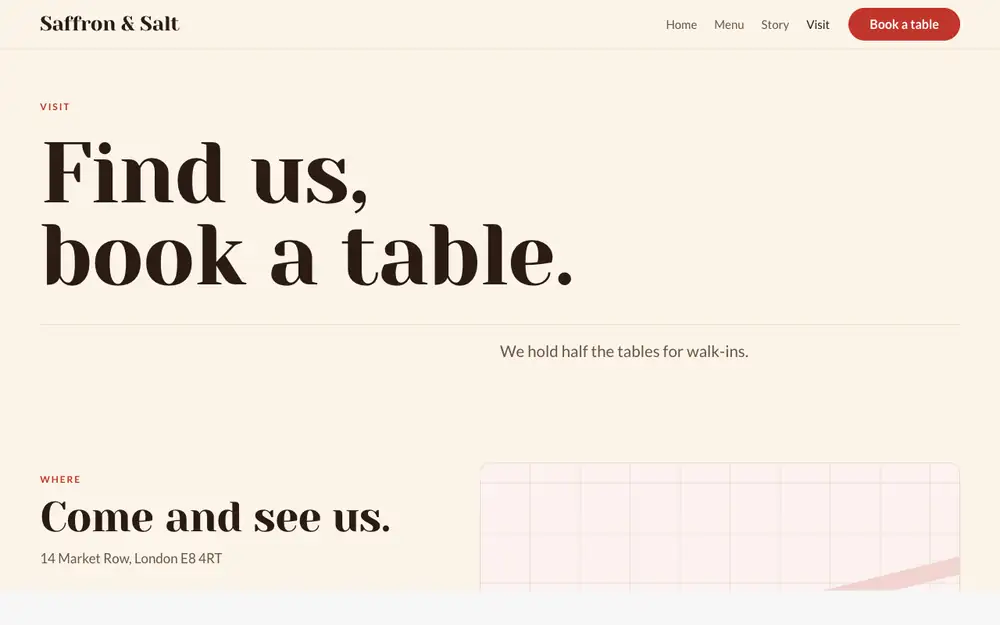 Saffron & Salt
Home Menu Story Visit Book a table
VISIT
Find us,
book a table.
We hold half the tables for walk-ins.
WHERE
Come and see us.
14 Market Row, London E8 4RT